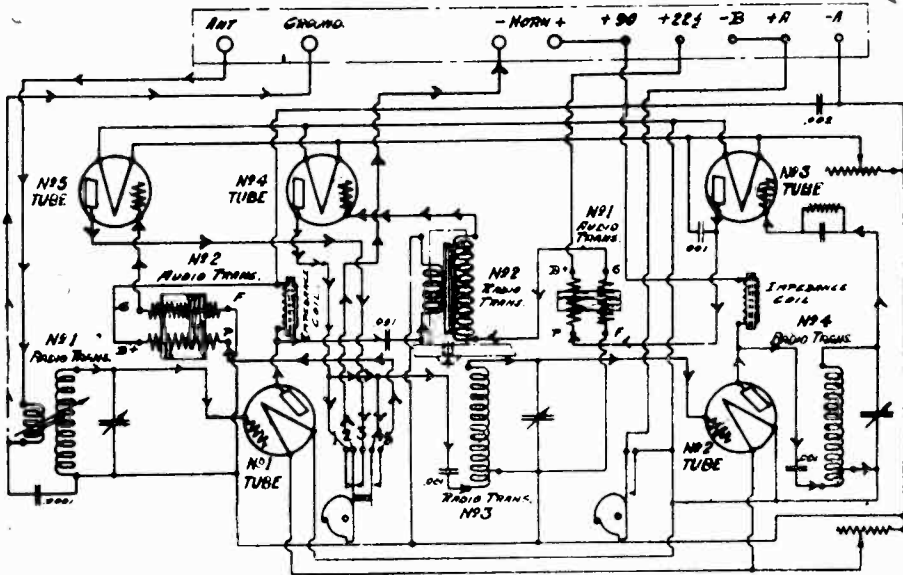 ANT
GROUND.
- HORN +
+ 90
+ 22½
- B
+ A
- A
.002
Nº5
TUBE
Nº4
TUBE
Nº3
TUBE
.001
Nº1
AUDIO
TRANS.
Nº2
AUDIO TRANS.
G
F
B+
P
IMPEDANCE
COIL
.001
Nº2
RADIO
TRANS.
B+
G
P
F
IMPEDANCE
COIL
Nº4
RADIO TRANS.
Nº1
RADIO TRANS.
Nº1
TUBE
.0001
.001
RADIO TRANS.
Nº3
Nº2
TUBE
.001